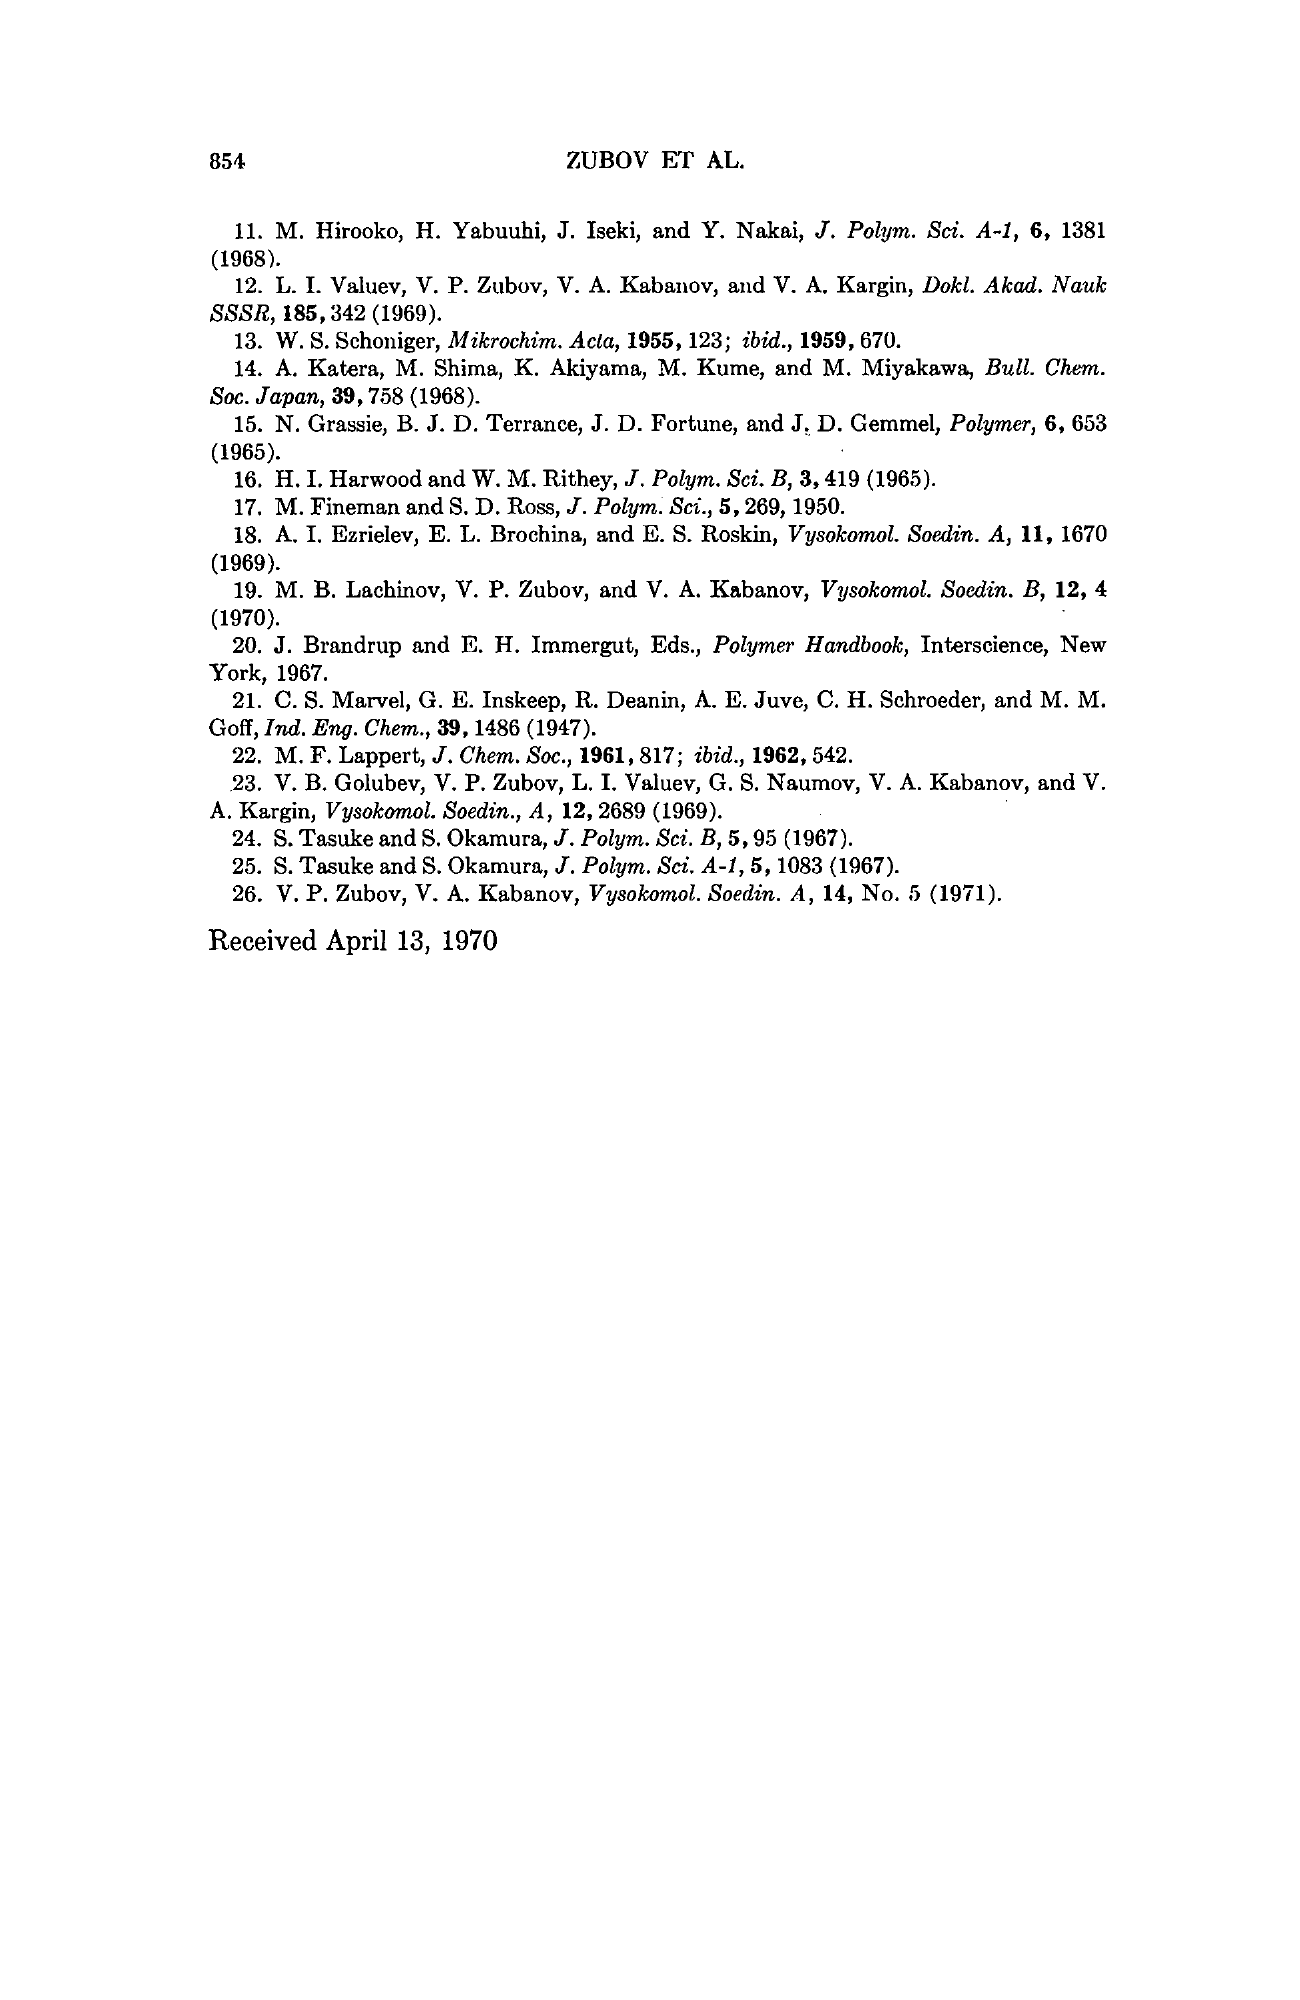 854 ZUBOV ET AL.
11. M. Hirooko, H. Yabuuhi, J. Iseki, and Y. Nakai, J. Polym. Sci. A-1, 6, 1381
(1968).
12. L. I. Valuev, V. P. Zubov, V. A. Kabanov, and V. A. Kargin, Dokl. Akad. Nauk
SSSR, 185, 342 (1969).
13. W. S. Schoniger, Mikrochim. Acta, 1955, 123; ibid., 1959, 670.
14. A. Katera, M. Shima, K. Akiyama, M. Kume, and M. Miyakawa, Bull. Chem.
Soc. Japan, 39, 758 (1968).
15. N. Grassie, B. J. D. Terrance, J. D. Fortune, and J. D. Gemmel, Polymer, 6, 653
(1965).
16. H. I. Harwood and W. M. Rithey, J. Polym. Sci. B, 3, 419 (1965).
17. M. Fineman and S. D. Ross, J. Polym. Sci., 5, 269, 1950.
18. A. I. Ezrielev, E. L. Brochina, and E. S. Roskin, Vysokomol. Soedin. A, 11, 1670
(1969).
19. M. B. Lachinov, V. P. Zubov, and V. A. Kabanov, Vysokomol. Soedin. B, 12, 4
(1970).
20. J. Brandrup and E. H. Immergut, Eds., Polymer Handbook, Interscience, New
York, 1967.
21. C. S. Marvel, G. E. Inskeep, R. Deanin, A. E. Juve, C. H. Schroeder, and M. M.
Goff, Ind. Eng. Chem., 39, 1486 (1947).
22. M. F. Lappert, J. Chem. Soc., 1961, 817; ibid., 1962, 542.
23. V. B. Golubev, V. P. Zubov, L. I. Valuev, G. S. Naumov, V. A. Kabanov, and V.
A. Kargin, Vysokomol. Soedin., A, 12, 2689 (1969).
24. S. Tasuke and S. Okamura, J. Polym. Sci. B, 5, 95 (1967).
25. S. Tasuke and S. Okamura, J. Polym. Sci. A-1, 5, 1083 (1967).
26. V. P. Zubov, V. A. Kabanov, Vysokomol. Soedin. A, 14, No. 5 (1971).
Received April 13, 1970